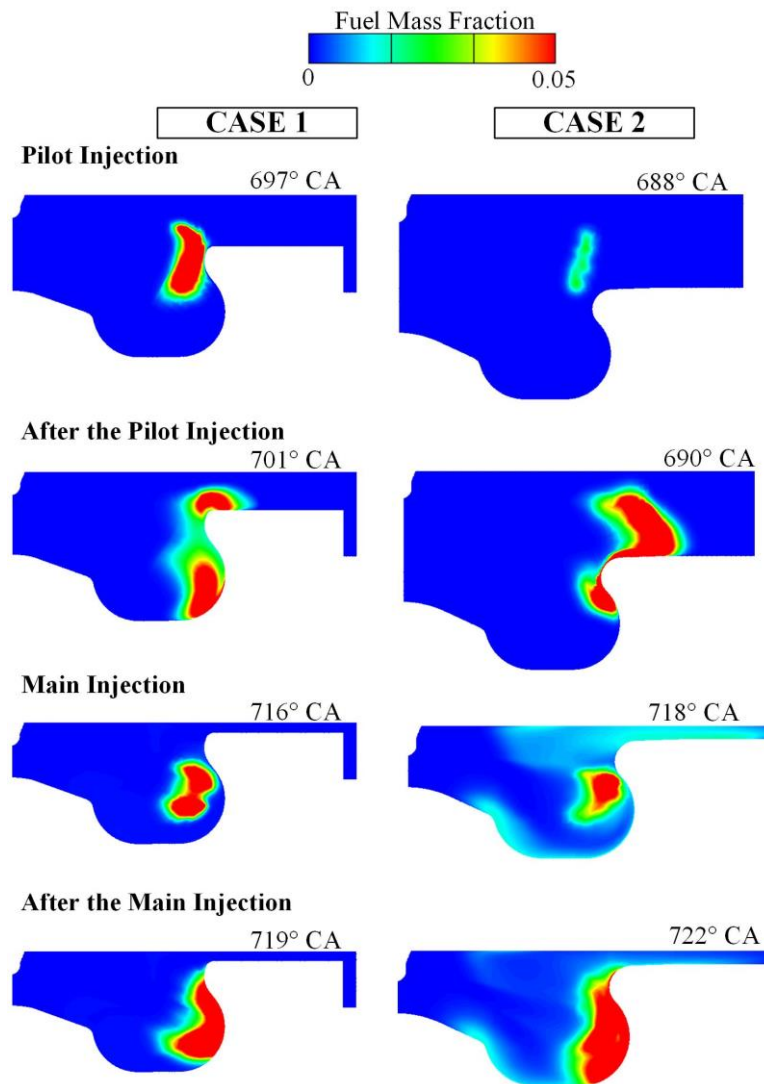 Fuel Mass Fraction
0 0.05
CASE 1 CASE 2
Pilot Injection
697° CA 688° CA
After the Pilot Injection
701° CA 690° CA
Main Injection
716° CA 718° CA
After the Main Injection
719° CA 722° CA